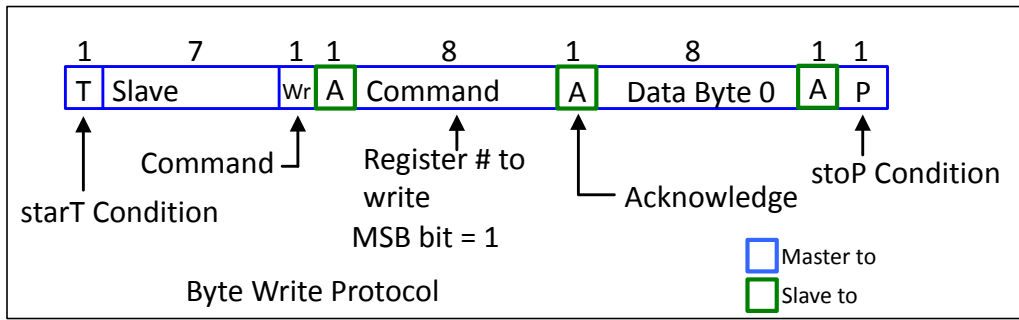 1 7 1 1 8 1 8 1 1
T Slave Wr A Command A Data Byte 0 A P
Command
Register # to
write
MSB bit = 1
Acknowledge
stoP Condition
starT Condition
Master to
Slave to
Byte Write Protocol